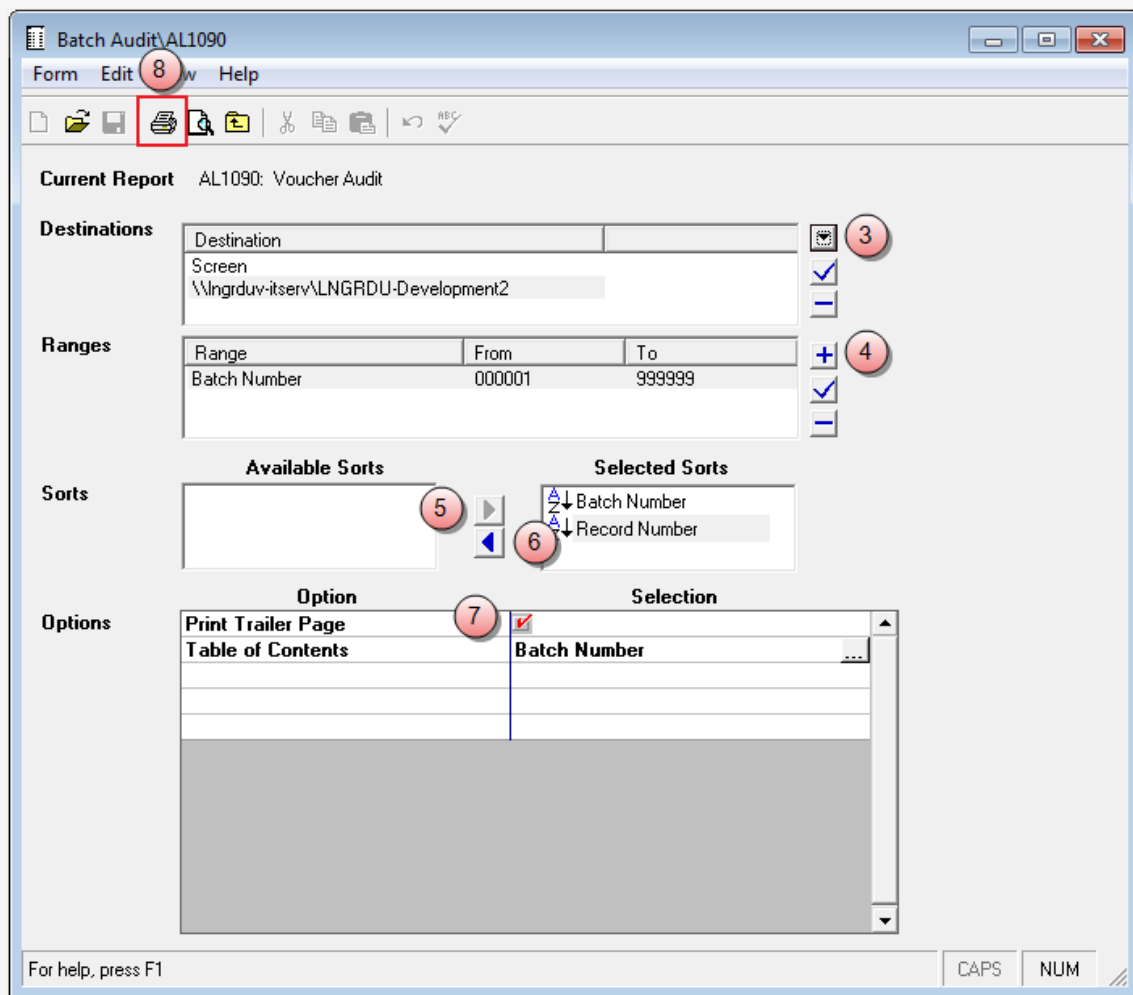 Batch Audit\AL1090
Form Edit w Help
8
ABC
Current Report AL1090: Voucher Audit
Destinations
Destination
3
Screen
\\lngrduv-itserv\LNGRDU-Development2
Ranges
Range From To
4
Batch Number 000001 999999
Available Sorts Selected Sorts
Sorts
5
AZ Batch Number
6
AZ Record Number
Option Selection
Options
Print Trailer Page
7
Table of Contents Batch Number ...
For help, press F1 CAPS NUM